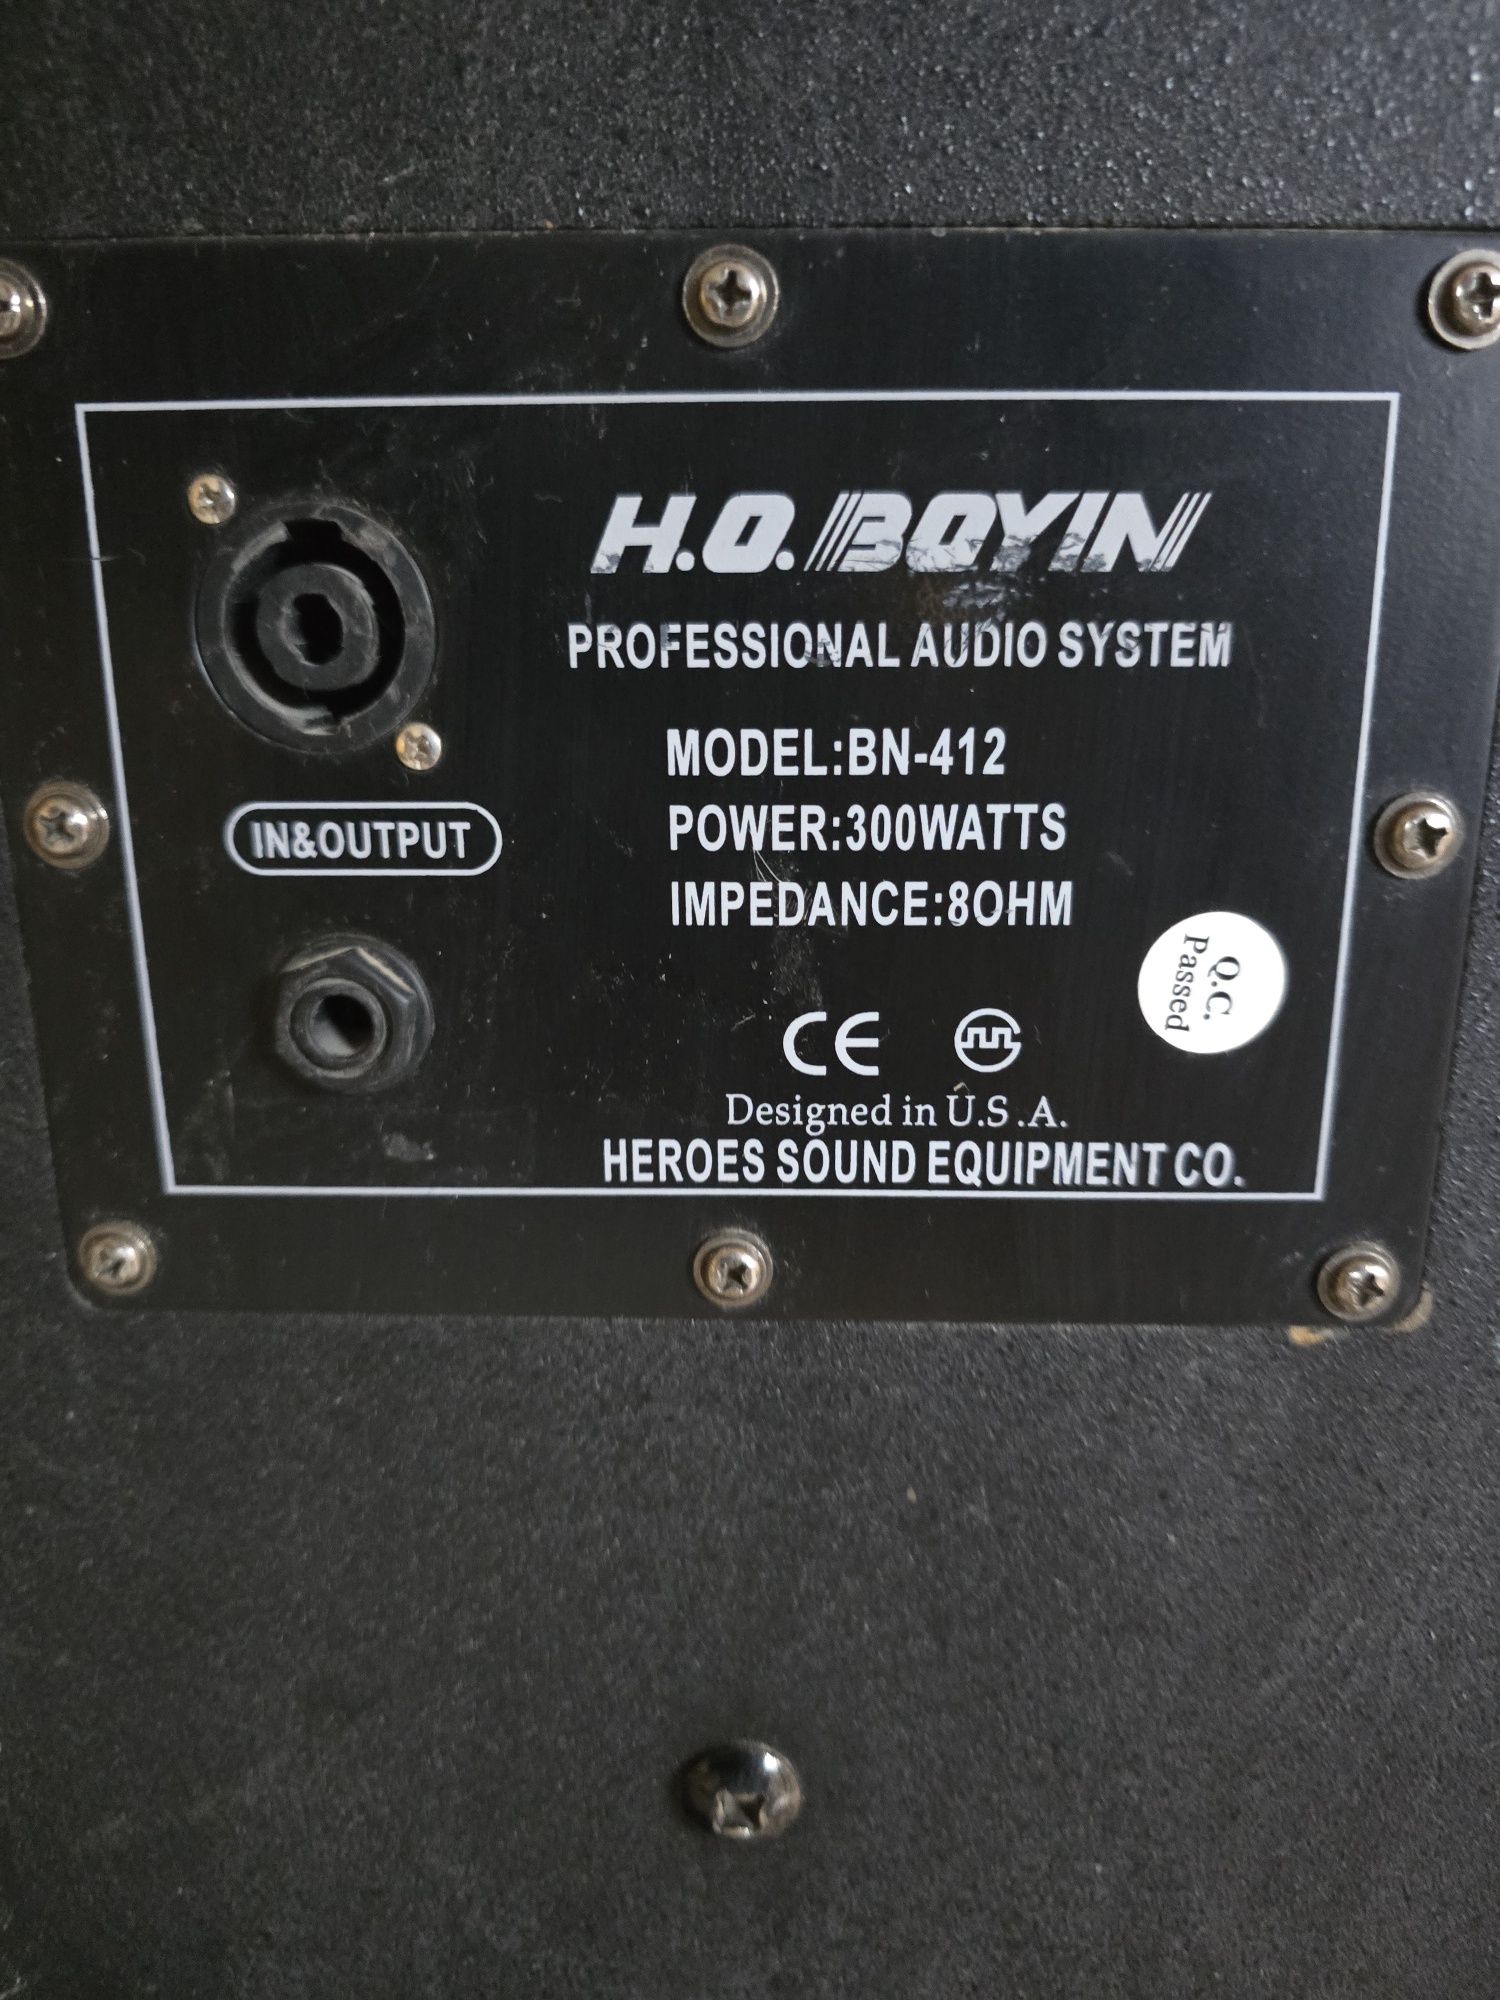 H.O.BOYIN
PROFESSIONAL AUDIO SYSTEM
MODEL:BN-412
POWER:300WATTS
IN&OUTPUT
IMPEDANCE:8OHM
Q.C.
Passed
CE
Designed in U.S.A.
HEROES SOUND EQUIPMENT CO.